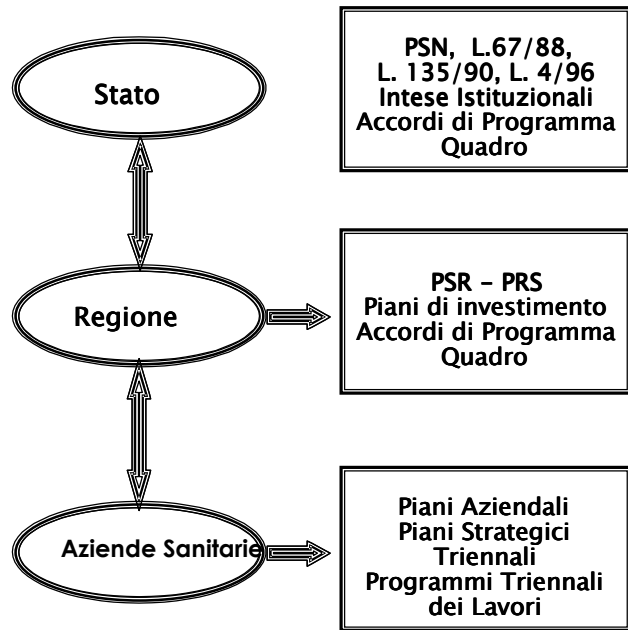 Stato
PSN, L.67/88,
L. 135/90, L. 4/96
Intese Istituzionali
Accordi di Programma
Quadro
Regione
PSR – PRS
Piani di investimento
Accordi di Programma
Quadro
Aziende Sanitarie
Piani Aziendali
Piani Strategici
Triennali
Programmi Triennali
dei Lavori